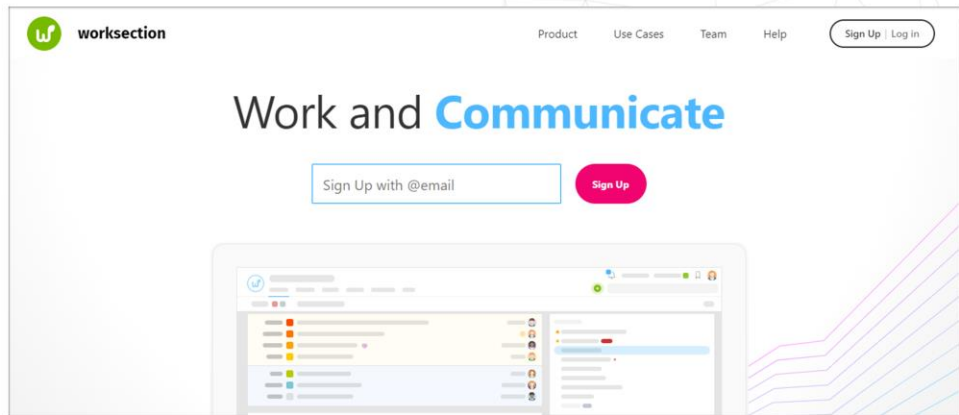 worksection
Product Use Cases Team Help Sign Up | Log in
Work and Communicate
Sign Up with @email
Sign Up